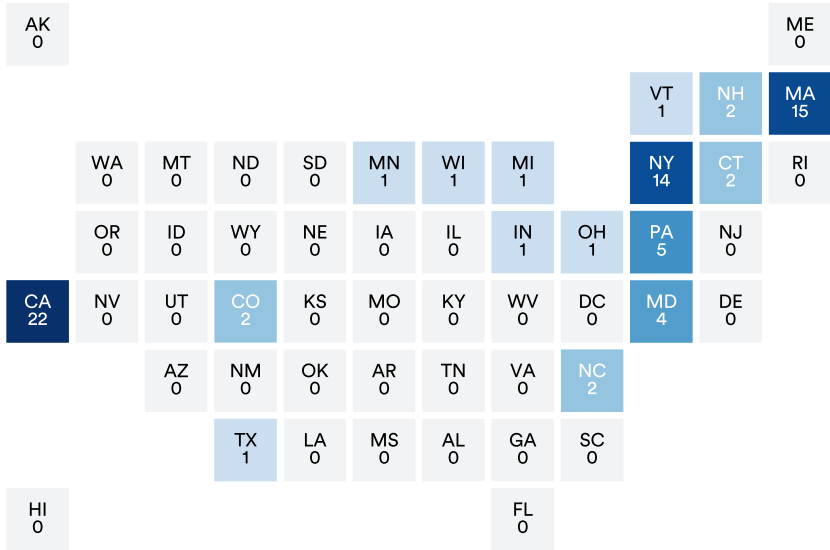 AK
0
ME
0
VT
1
NH
2
MA
15
WA
0
MT
0
ND
0
SD
0
MN
1
WI
1
MI
1
NY
14
CT
2
RI
0
OR
0
ID
0
WY
0
NE
0
IA
0
IL
0
IN
1
OH
1
PA
5
NJ
0
CA
22
NV
0
UT
0
CO
2
KS
0
MO
0
KY
0
WV
0
DC
0
MD
4
DE
0
AZ
0
NM
0
OK
0
AR
0
TN
0
VA
0
NC
2
TX
1
LA
0
MS
0
AL
0
GA
0
SC
0
HI
0
FL
0